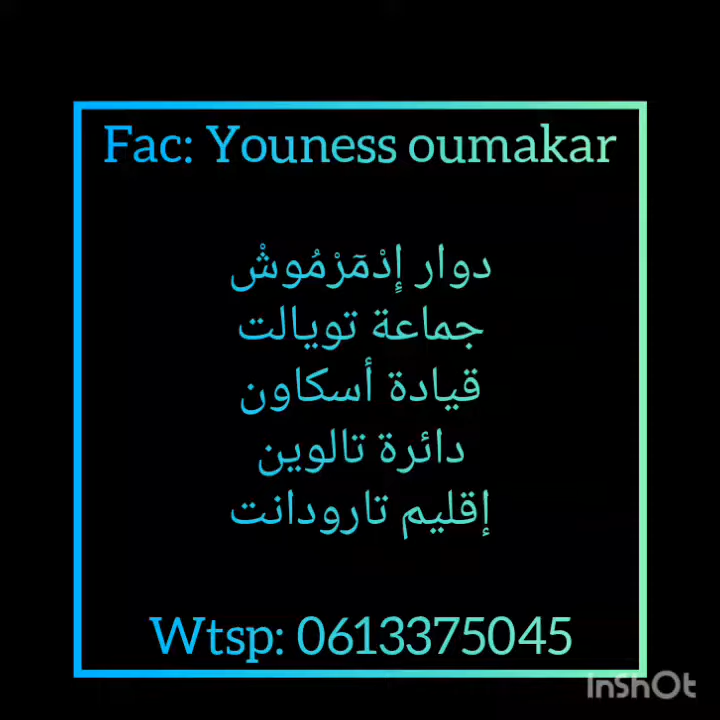 Fac: Youness oumakar
دوار إِدْمَرْمُوشْ
جماعة تويالت
قيادة أسكاون
دائرة تالوين
إقليم تارودانت
Wtsp: 0613375045
InShOt